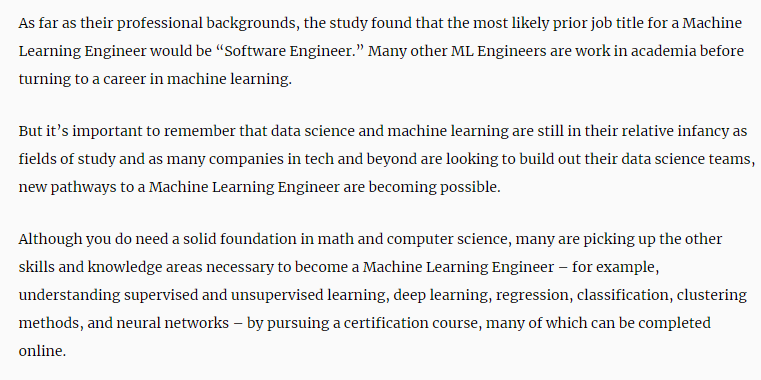 As far as their professional backgrounds, the study found that the most likely prior job title for a Machine
Learning Engineer would be “Software Engineer.” Many other ML Engineers are work in academia before
turning to a career in machine learning.
But it’s important to remember that data science and machine learning are still in their relative infancy as
fields of study and as many companies in tech and beyond are looking to build out their data science teams,
new pathways to a Machine Learning Engineer are becoming possible.
Although you do need a solid foundation in math and computer science, many are picking up the other
skills and knowledge areas necessary to become a Machine Learning Engineer – for example,
understanding supervised and unsupervised learning, deep learning, regression, classification, clustering
methods, and neural networks – by pursuing a certification course, many of which can be completed
online.